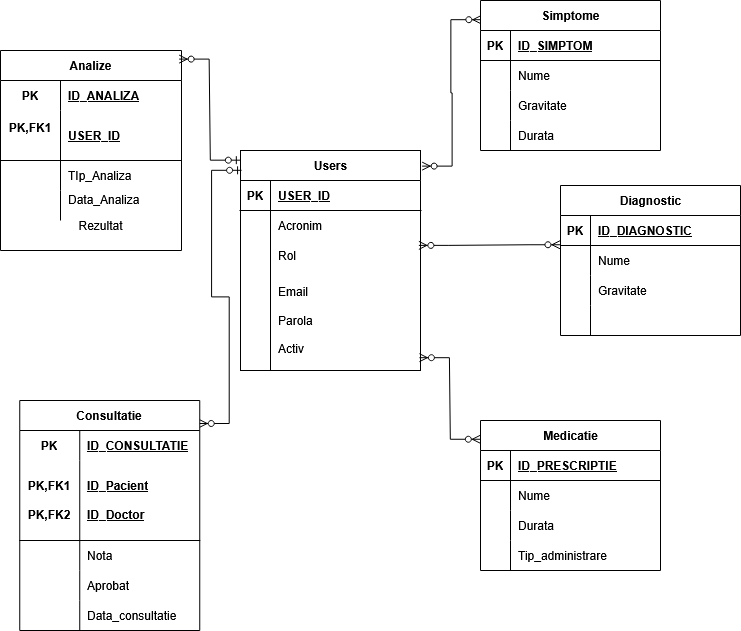 Simptome
PK ID_SIMPTOM
Nume
Gravitate
Durata
Analize
PK ID_ANALIZA
PK,FK1 USER_ID
TIp_Analiza
Data_Analiza
Rezultat
Users
PK USER_ID
Acronim
Rol
Email
Parola
Activ
Diagnostic
PK ID_DIAGNOSTIC
Nume
Gravitate
Consultatie
PK ID_CONSULTATIE
PK,FK1 ID_Pacient
PK,FK2 ID_Doctor
Nota
Aprobat
Data_consultatie
Medicatie
PK ID_PRESCRIPTIE
Nume
Durata
Tip_administrare